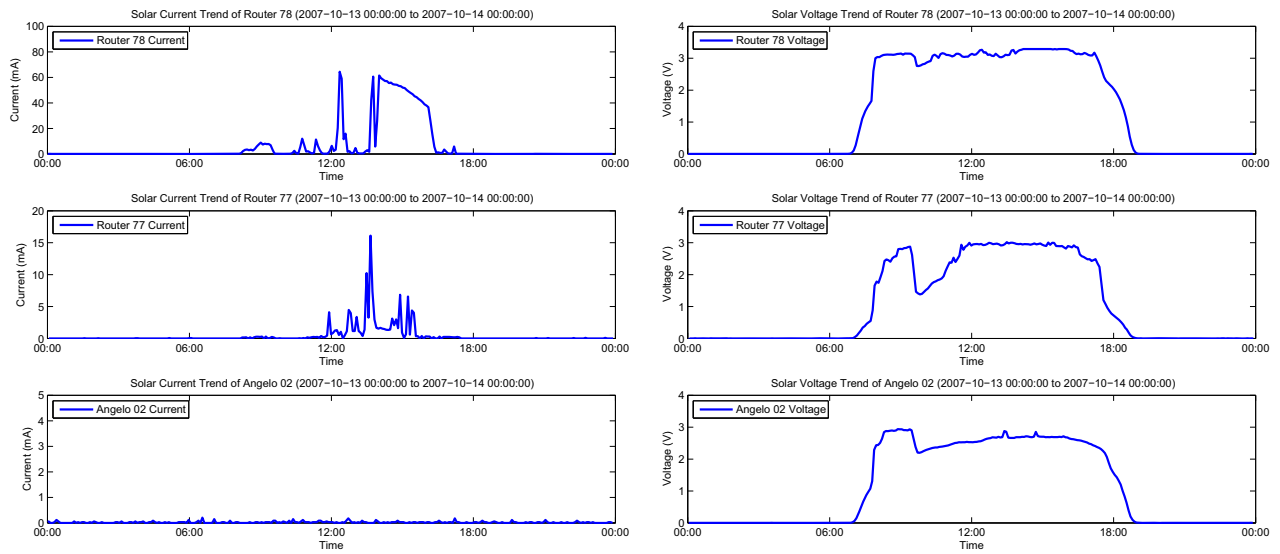 Solar Current Trend of Router 78 (2007−10−13 00:00:00 to 2007−10−14 00:00:00)
100
80
60
40
20
0
Current (mA)
Router 78 Current
00:00 06:00 12:00 18:00 00:00
Time
Solar Voltage Trend of Router 78 (2007−10−13 00:00:00 to 2007−10−14 00:00:00)
4
3
2
1
0
Voltage (V)
Router 78 Voltage
00:00 06:00 12:00 18:00 00:00
Time
Solar Current Trend of Router 77 (2007−10−13 00:00:00 to 2007−10−14 00:00:00)
20
15
10
5
0
Current (mA)
Router 77 Current
00:00 06:00 12:00 18:00 00:00
Time
Solar Voltage Trend of Router 77 (2007−10−13 00:00:00 to 2007−10−14 00:00:00)
4
3
2
1
0
Voltage (V)
Router 77 Voltage
00:00 06:00 12:00 18:00 00:00
Time
Solar Current Trend of Angelo 02 (2007−10−13 00:00:00 to 2007−10−14 00:00:00)
5
4
3
2
1
0
Current (mA)
Angelo 02 Current
00:00 06:00 12:00 18:00 00:00
Time
Solar Voltage Trend of Angelo 02 (2007−10−13 00:00:00 to 2007−10−14 00:00:00)
4
3
2
1
0
Voltage (V)
Angelo 02 Voltage
00:00 06:00 12:00 18:00 00:00
Time